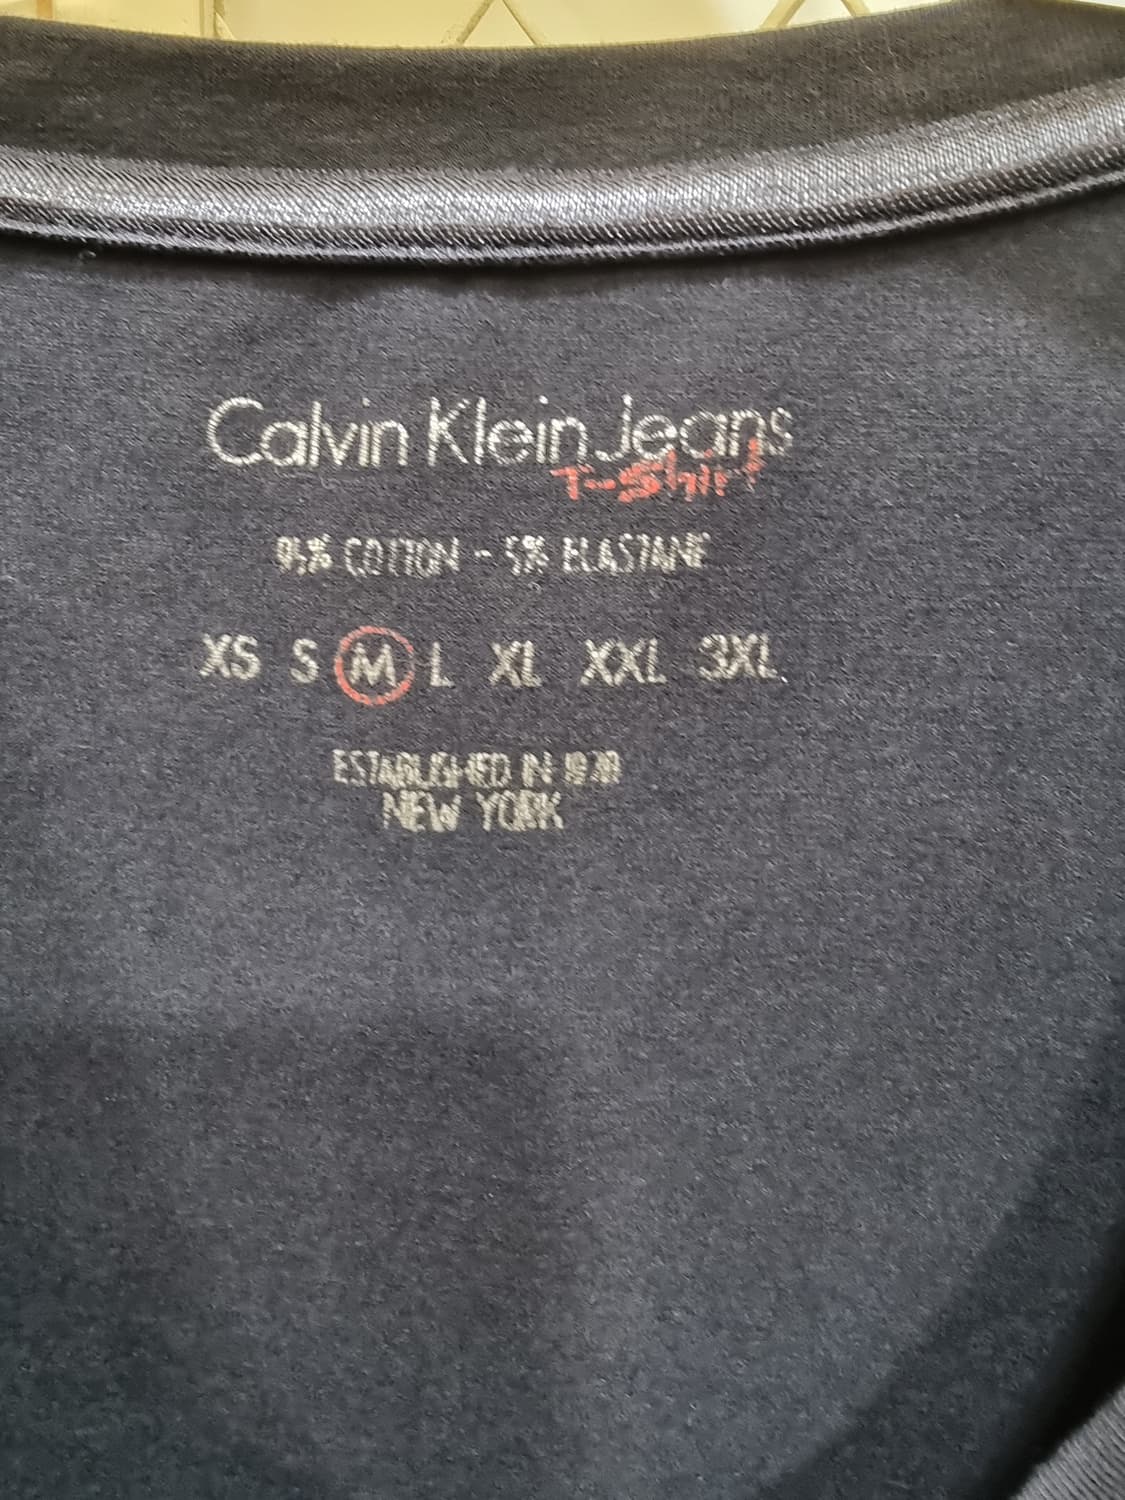 Calvin Klein Jeans
T-Shirt
95% COTTON - 5% ELASTANE
XS S M L XL XXL 3XL
ESTABLISHED IN 1978
NEW YORK